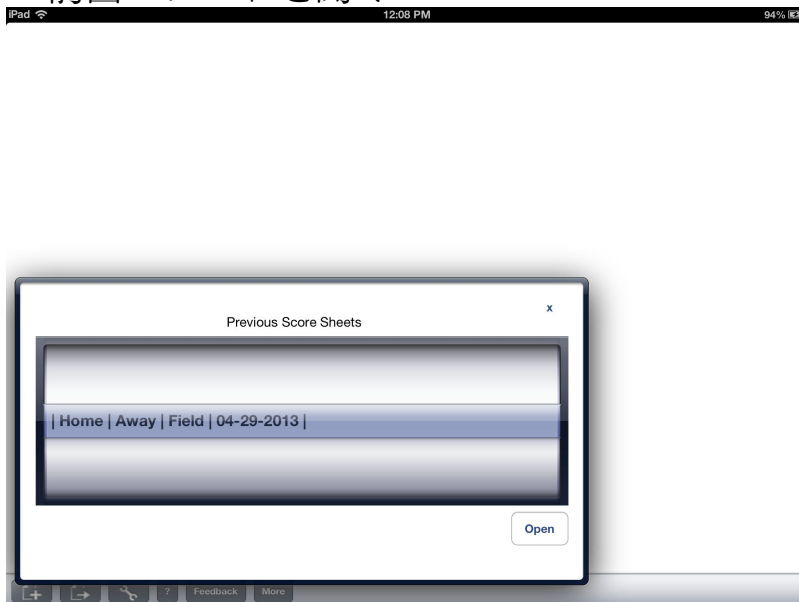 iPad 12:08 PM 94%
Previous Score Sheets
x
| Home | Away | Field | 04-29-2013 |
Open
? Feedback More